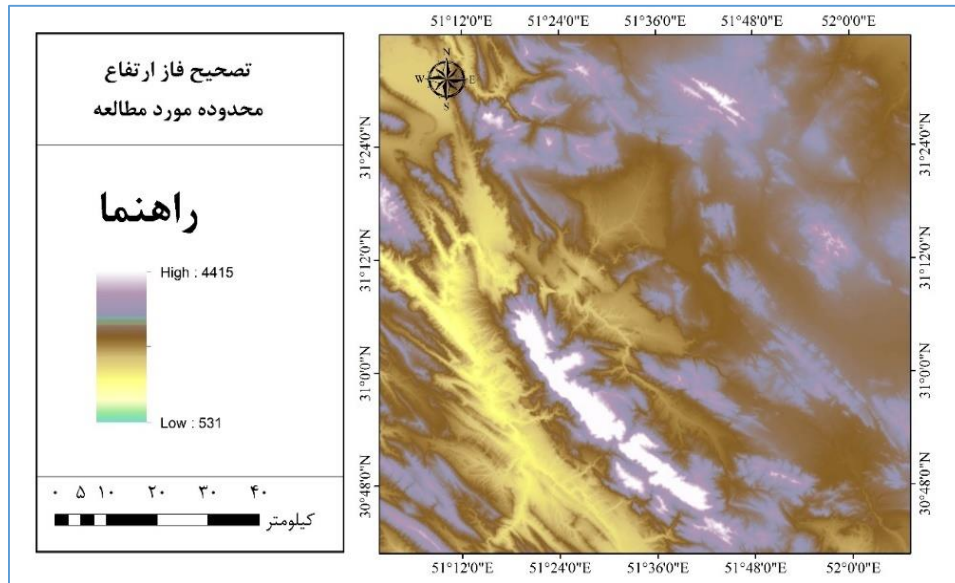 تصحیح فاز ارتفاع
محدوده مورد مطالعه
راهنما
High : 4415
Low : 531
۰ ۵ ۱۰ ۲۰ ۳۰ ۴۰
کیلومتر
51°12'0"E 51°24'0"E 51°36'0"E 51°48'0"E 52°0'0"E
N
W E
S
31°24'0"N 31°24'0"N
31°12'0"N 31°12'0"N
31°0'0"N 31°0'0"N
30°48'0"N 30°48'0"N
51°12'0"E 51°24'0"E 51°36'0"E 51°48'0"E 52°0'0"E